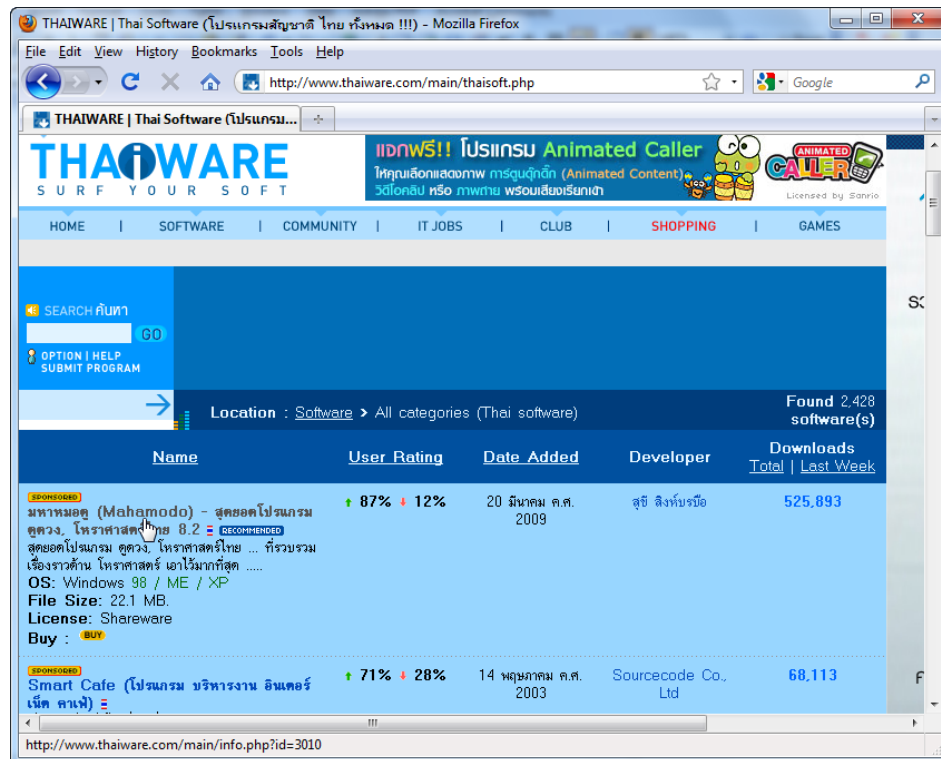 THAIWARE | Thai Software (โปรแกรมสัญชาติ ไทย ทั้งหมด !!!) - Mozilla Firefox
File Edit View History Bookmarks Tools Help
http://www.thaiware.com/main/thaisoft.php
Google
THAIWARE | Thai Software (โปรแกรม...
THAIWARE
SURF YOUR SOFT
แจกฟรี!! โปรแกรม Animated Caller
ให้คุณเลือกแสดงภาพ การ์ตูนดุ๊กดิ๊ก (Animated Content)
วิดีโอคลิป หรือ ภาพถ่าย พร้อมเสียงเรียกเข้า
ANIMATED
CALLER
Licensed by Sanrio
HOME | SOFTWARE | COMMUNITY | IT JOBS | CLUB | SHOPPING | GAMES
SEARCH ค้นหา
GO
OPTION | HELP
SUBMIT PROGRAM
Location : Software > All categories (Thai software)
Found 2,428
software(s)
Name User Rating Date Added Developer Downloads
Total | Last Week
SPONSORED
มหาหมอดู (Mahamodo) - สุดยอดโปรแกรม
87% 12%
20 มีนาคม ค.ศ.
2009
525,893
ดูดวง, โหราศาสตร์ไทย 8.2 RECOMMENDED
สุดยอดโปรแกรม ดูดวง, โหราศาสตร์ไทย ... ที่รวบรวม
เรื่องราวด้าน โหราศาสตร์ เอาไว้มากที่สุด .....
OS: Windows 98 / ME / XP
File Size: 22.1 MB.
License: Shareware
Buy : BUY
SPONSORED
Smart Cafe (โปรแกรม บริหารงาน อินเตอร์
เน็ต คาเฟ่)
71% 28%
14 พฤษภาคม ค.ศ.
2003
Sourcecode Co.,
Ltd
68,113
http://www.thaiware.com/main/info.php?id=3010